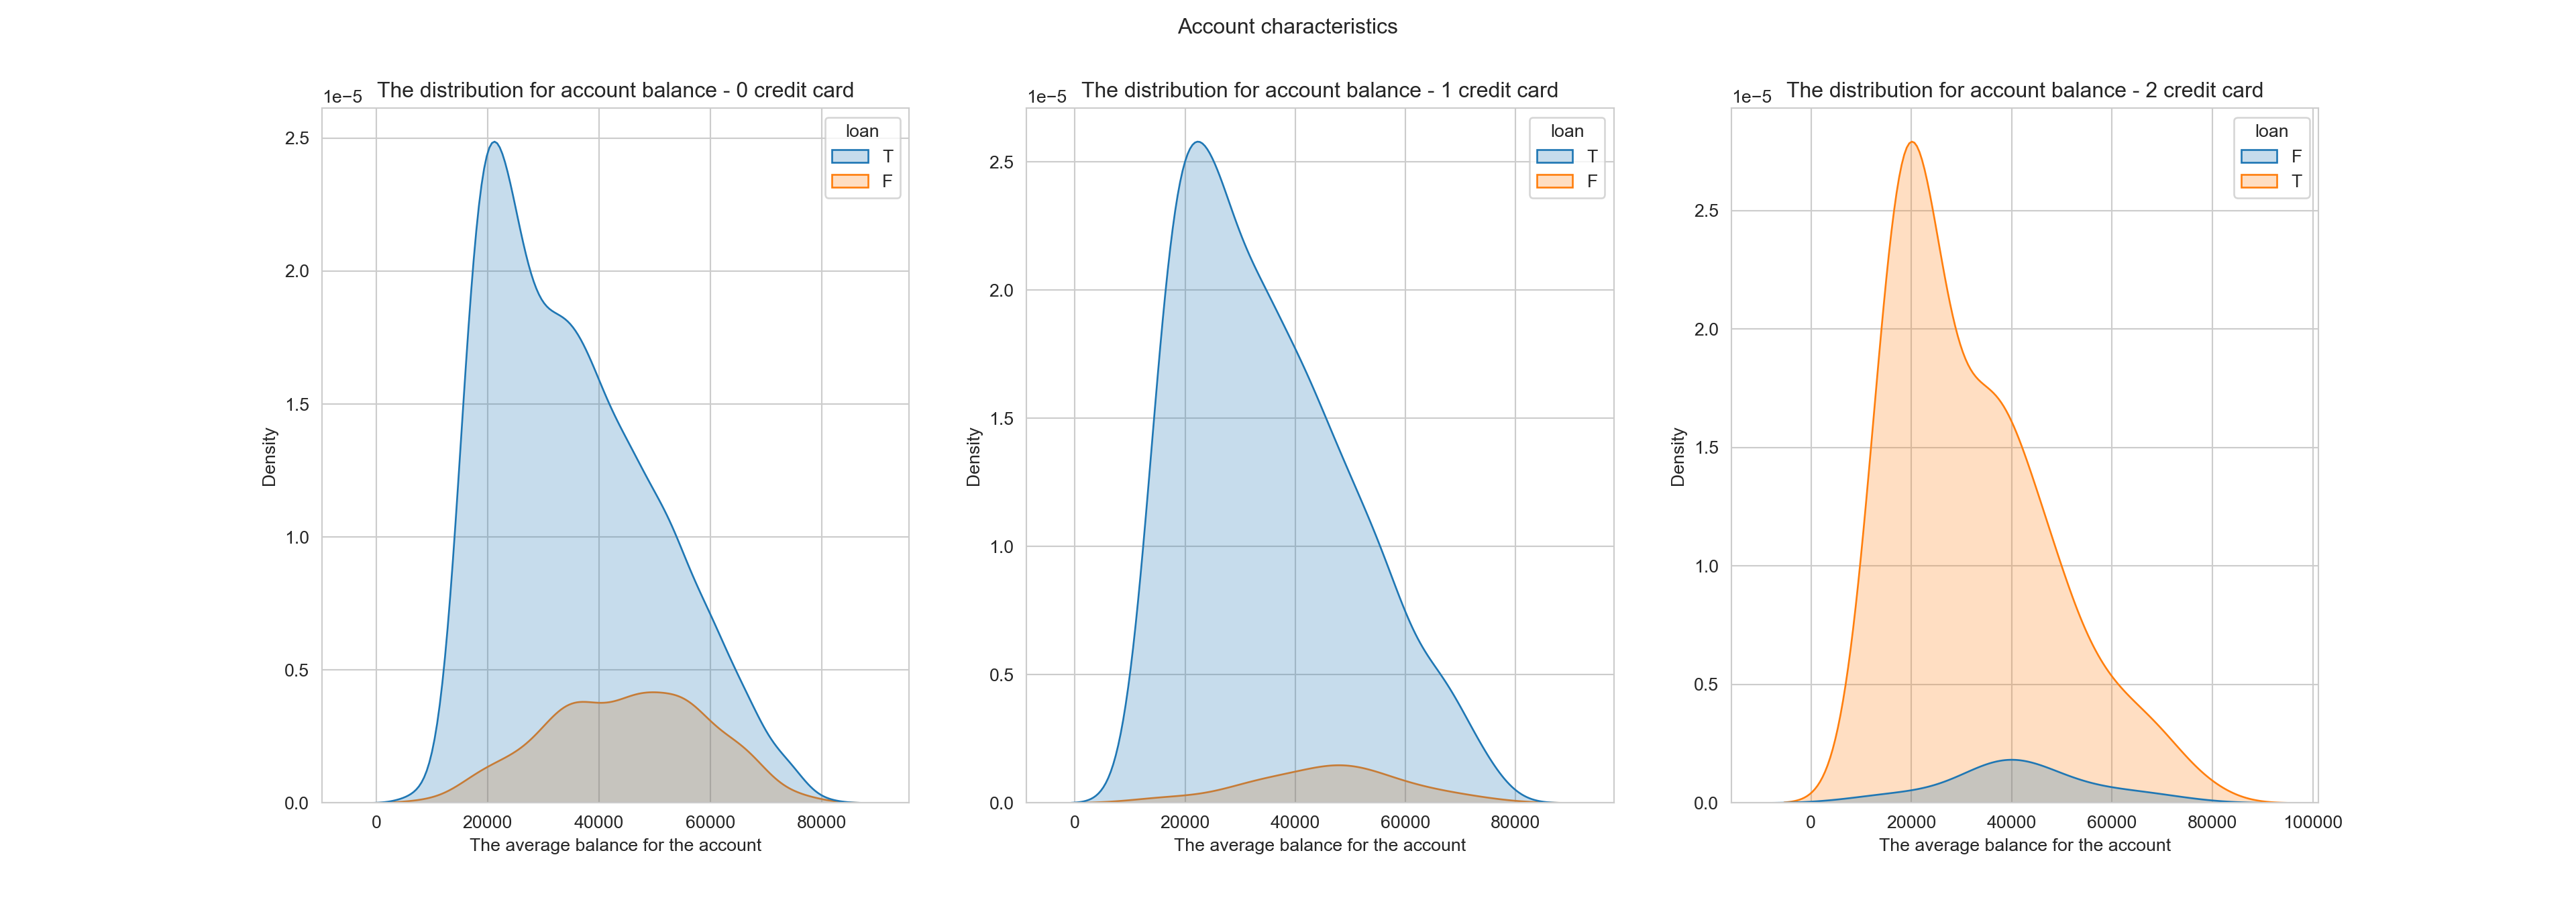 Account characteristics
The distribution for account balance - 0 credit card
1e−5
loan
T
F
2.5
2.0
1.5
1.0
0.5
0.0
Density
0 20000 40000 60000 80000
The average balance for the account
The distribution for account balance - 1 credit card
1e−5
loan
T
F
2.5
2.0
1.5
1.0
0.5
0.0
Density
0 20000 40000 60000 80000
The average balance for the account
The distribution for account balance - 2 credit card
1e−5
loan
F
T
2.5
2.0
1.5
1.0
0.5
0.0
Density
0 20000 40000 60000 80000 100000
The average balance for the account